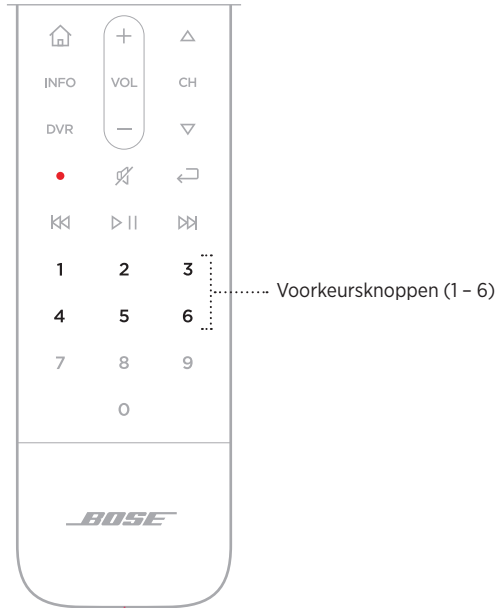 INFO VOL CH
DVR
1 2 3
Voorkeursknoppen (1 – 6)
4 5 6
7 8 9
0
BOSE